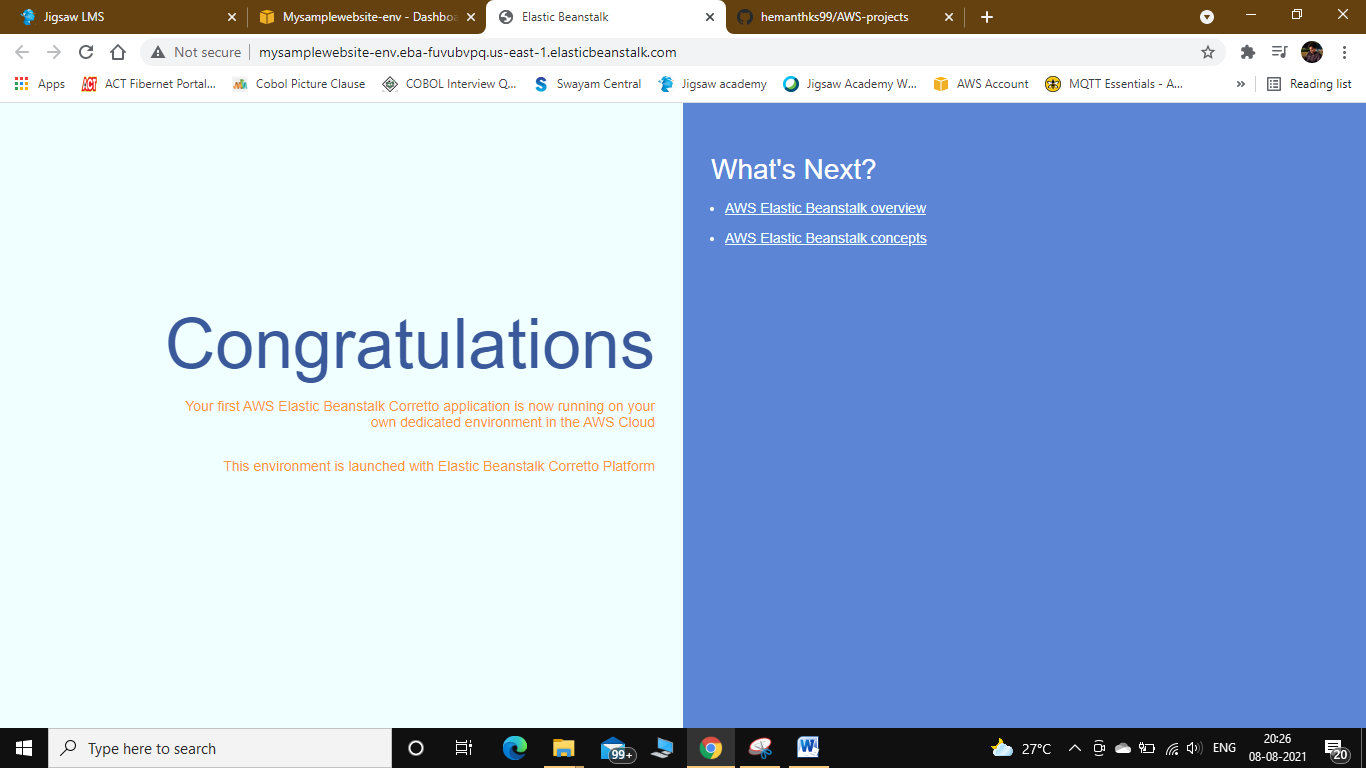 Jigsaw LMS
Mysamplewebsite-env - Dashboa
Elastic Beanstalk
hemanthks99/AWS-projects
Not secure
mysamplewebsite-env.eba-fuvubvpq.us-east-1.elasticbeanstalk.com
Apps
ACT Fibernet Portal...
Cobol Picture Clause
COBOL Interview Q...
Swayam Central
Jigsaw academy
Jigsaw Academy W...
AWS Account
MQTT Essentials - A...
»
Reading list
Congratulations
Your first AWS Elastic Beanstalk Corretto application is now running on your
own dedicated environment in the AWS Cloud
This environment is launched with Elastic Beanstalk Corretto Platform
What's Next?
• AWS Elastic Beanstalk overview
• AWS Elastic Beanstalk concepts
Type here to search
99+
27°C
ENG
20:26
08-08-2021
20